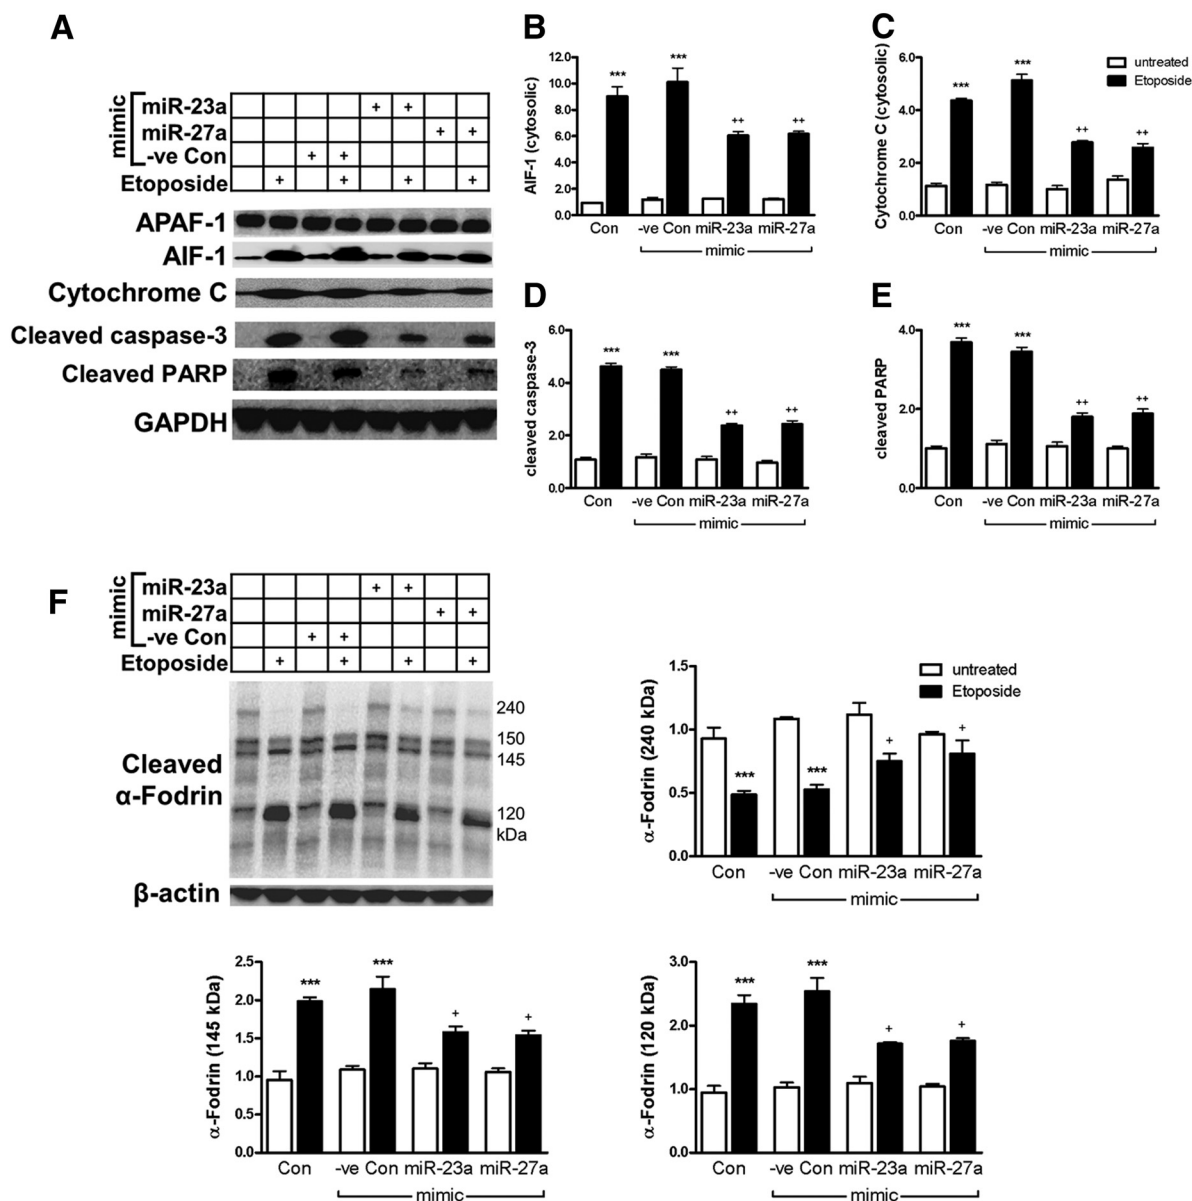 A
mimic
miR-23a + +
miR-27a + +
-ve Con + +
Etoposide + + + +
APAF-1
AIF-1
Cytochrome C
Cleaved caspase-3
Cleaved PARP
GAPDH
B
AIF-1 (cytosolic)
12.0
10.0
8.0
6.0
4.0
2.0
0.0
*** *** ++ ++
Con -ve Con miR-23a miR-27a
mimic
C
Cytochrome C (cytosolic)
6.0
4.0
2.0
0.0
*** *** ++ ++
untreated
Etoposide
Con -ve Con miR-23a miR-27a
mimic
D
cleaved caspase-3
6.0
4.0
2.0
0.0
*** *** ++ ++
Con -ve Con miR-23a miR-27a
mimic
E
cleaved PARP
4.0
2.0
0.0
*** *** ++ ++
Con -ve Con miR-23a miR-27a
mimic
F
mimic
miR-23a + +
miR-27a + +
-ve Con + +
Etoposide + + + +
Cleaved
α-Fodrin
240
150
145
120
kDa
β-actin
α-Fodrin (240 kDa)
1.5
1.0
0.5
0.0
*** *** + +
untreated
Etoposide
Con -ve Con miR-23a miR-27a
mimic
α-Fodrin (145 kDa)
2.5
2.0
1.5
1.0
0.5
0.0
*** *** + +
Con -ve Con miR-23a miR-27a
mimic
α-Fodrin (120 kDa)
3.0
2.0
1.0
0.0
*** *** + +
Con -ve Con miR-23a miR-27a
mimic